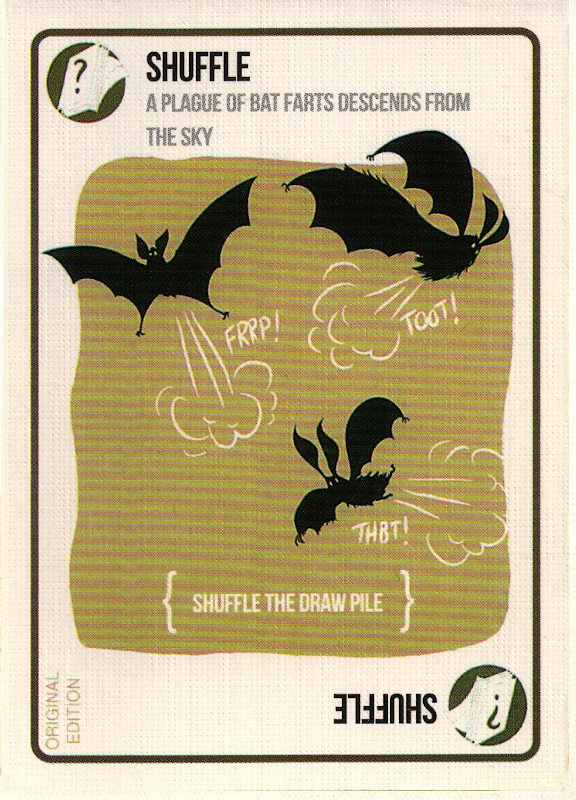 ?
SHUFFLE
A PLAGUE OF BAT FARTS DESCENDS FROM
THE SKY
FRRP!
TOOT!
THBT!
{ SHUFFLE THE DRAW PILE }
ORIGINAL
EDITION
SHUFFLE
?